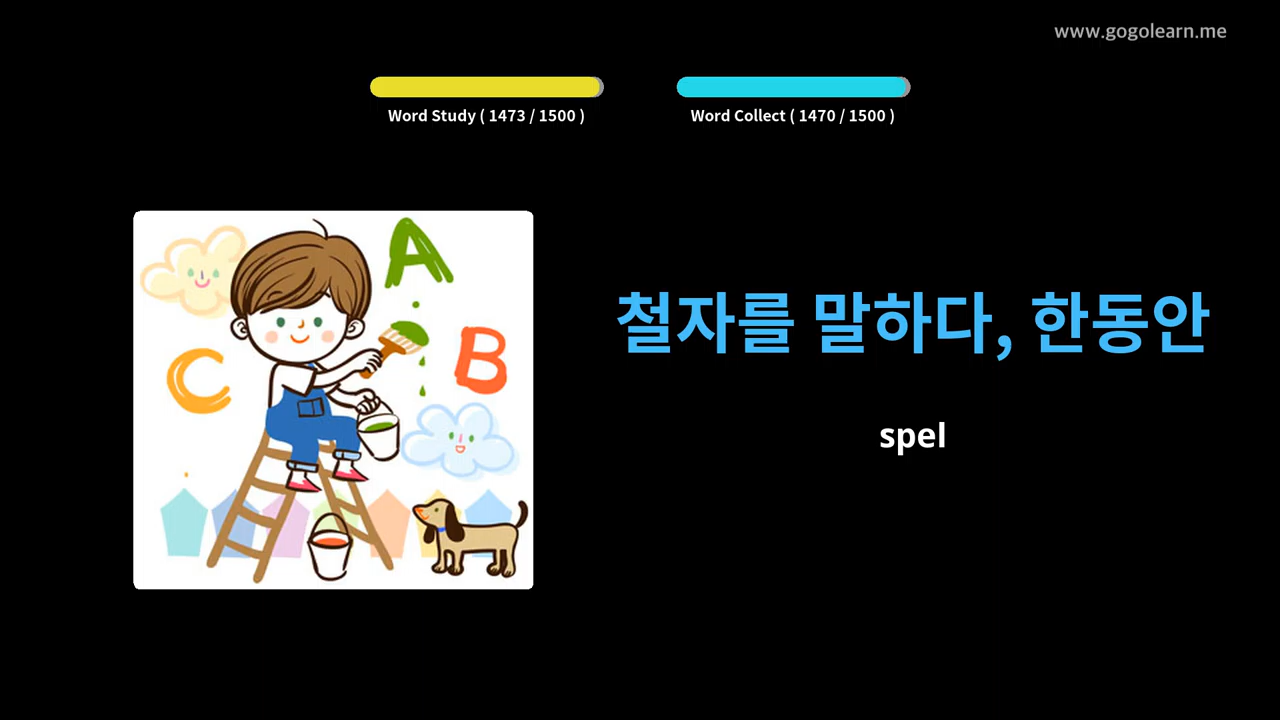 www.gogolearn.me
Word Study ( 1473 / 1500 )
Word Collect ( 1470 / 1500 )
A
B
C
철자를 말하다, 한동안
spel